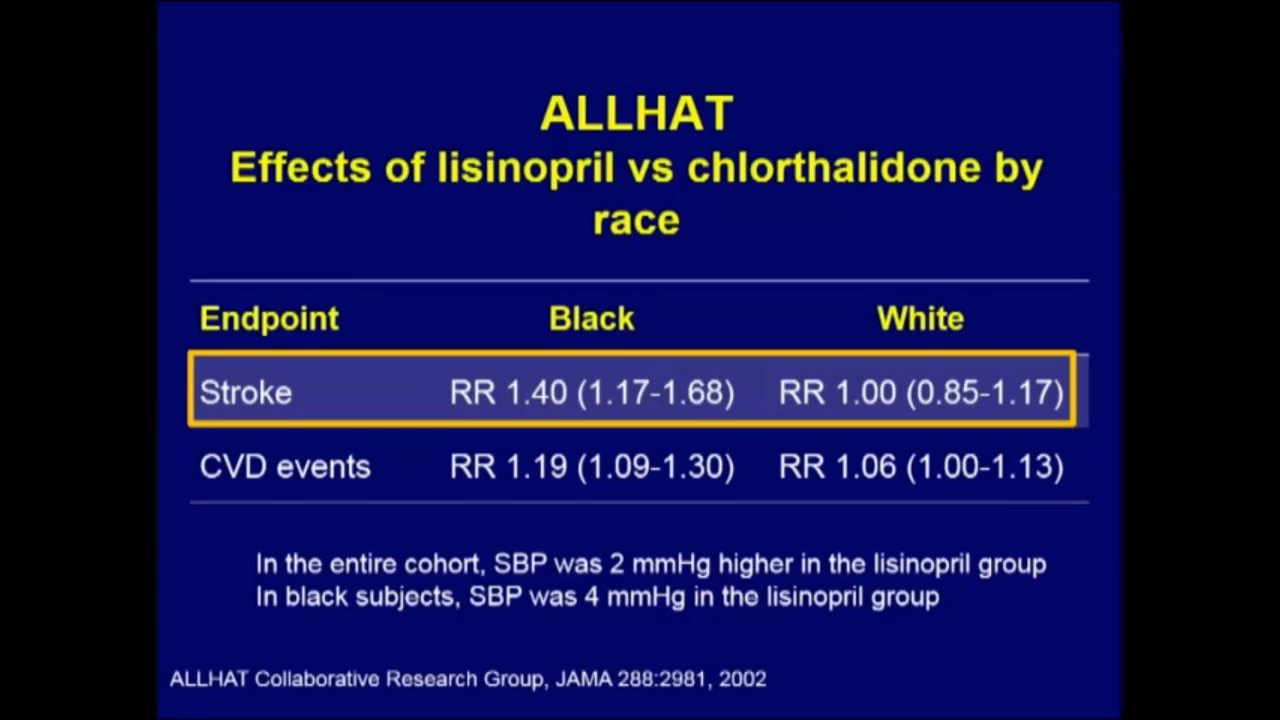 ALLHAT
Effects of lisinopril vs chlorthalidone by
race
Endpoint Black White
Stroke RR 1.40 (1.17-1.68) RR 1.00 (0.85-1.17)
CVD events RR 1.19 (1.09-1.30) RR 1.06 (1.00-1.13)
In the entire cohort, SBP was 2 mmHg higher in the lisinopril group
In black subjects, SBP was 4 mmHg in the lisinopril group
ALLHAT Collaborative Research Group, JAMA 288:2981, 2002